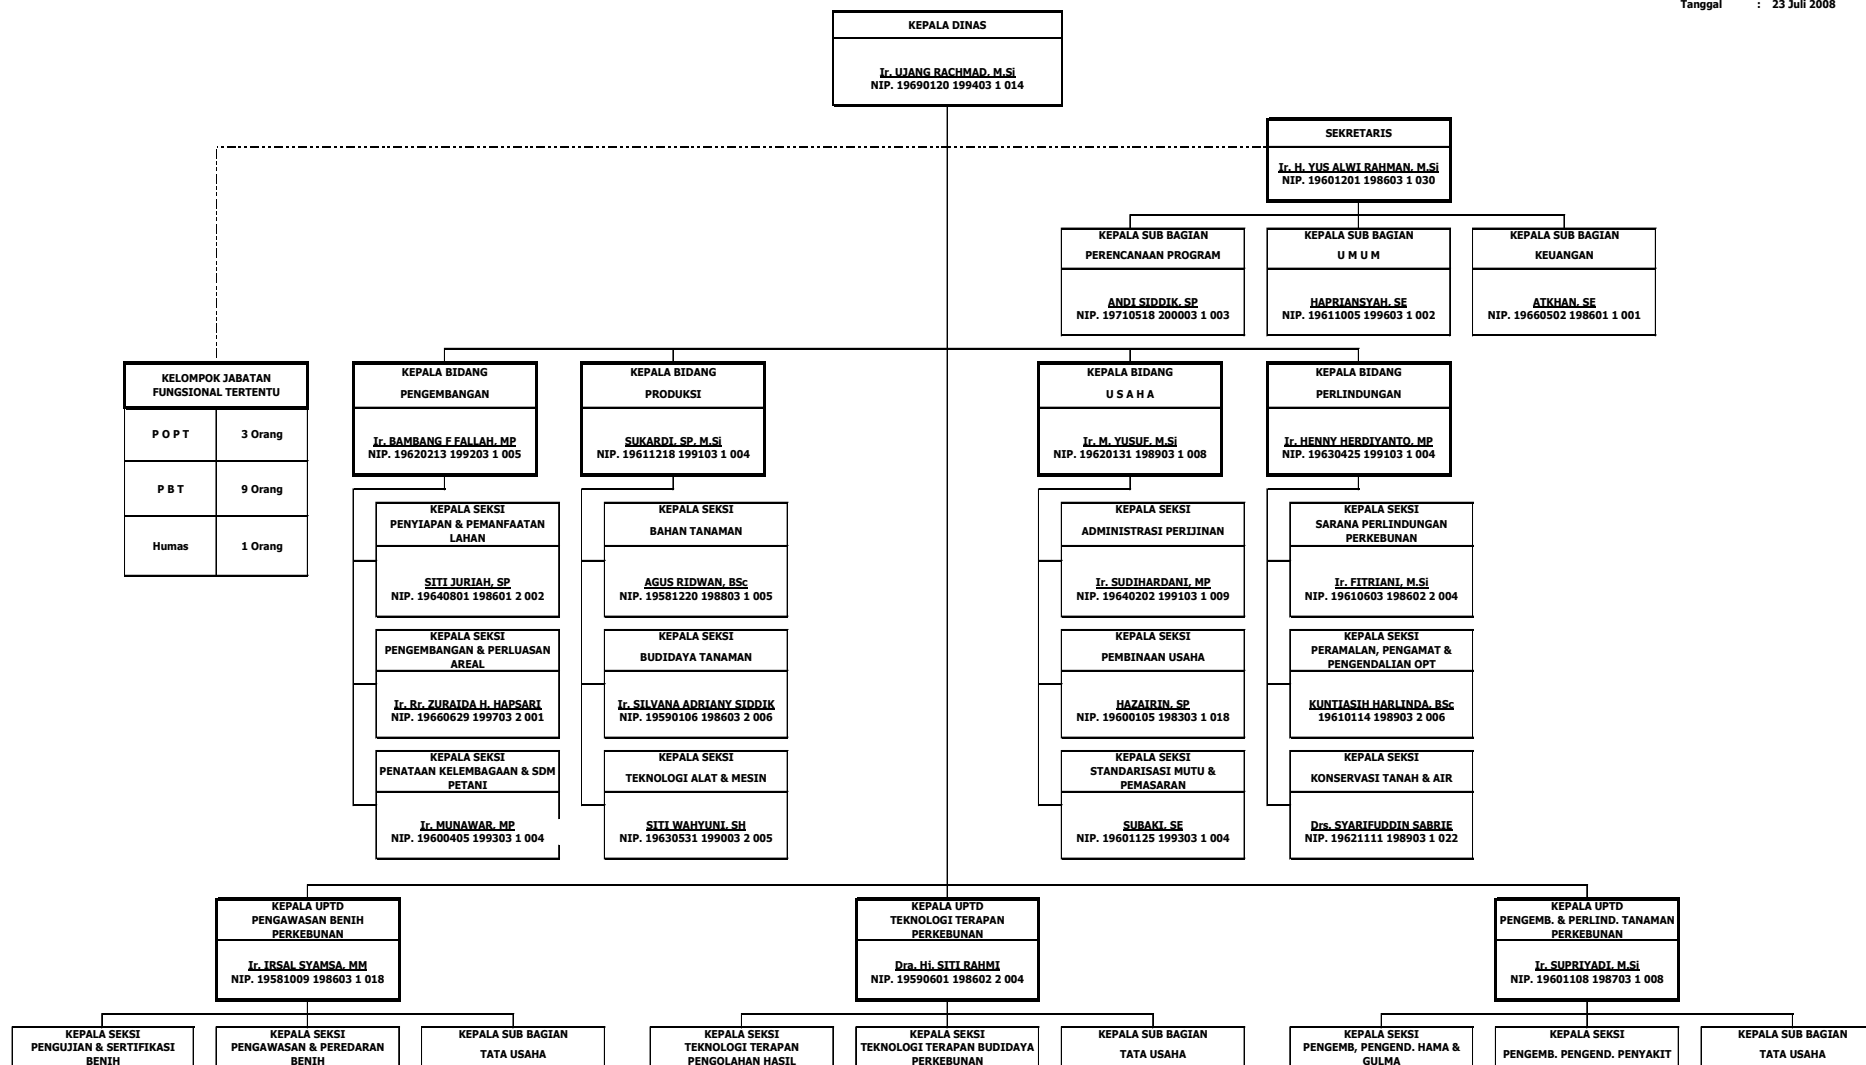 Tanggal : 23 Juli 2008
KEPALA DINAS
Ir. UJANG RACHMAD, M.Si
NIP. 19690120 199403 1 014
SEKRETARIS
Ir. H. YUS ALWI RAHMAN, M.Si
NIP. 19601201 198603 1 030
KEPALA SUB BAGIAN
PERENCANAAN PROGRAM
ANDI SIDDIK, SP
NIP. 19710518 200003 1 003
KEPALA SUB BAGIAN
U M U M
HAPRIANSYAH, SE
NIP. 19611005 199603 1 002
KEPALA SUB BAGIAN
KEUANGAN
ATKHAN, SE
NIP. 19660502 198601 1 001
KELOMPOK JABATAN
FUNGSIONAL TERTENTU
P O P T 3 Orang
P B T 9 Orang
Humas 1 Orang
KEPALA BIDANG
PENGEMBANGAN
Ir. BAMBANG F FALLAH, MP
NIP. 19620213 199203 1 005
KEPALA BIDANG
PRODUKSI
SUKARDI, SP, M.Si
NIP. 19611218 199103 1 004
KEPALA BIDANG
U S A H A
Ir. M. YUSUF, M.Si
NIP. 19620131 198903 1 008
KEPALA BIDANG
PERLINDUNGAN
Ir. HENNY HERDIYANTO, MP
NIP. 19630425 199103 1 004
KEPALA SEKSI
PENYIAPAN & PEMANFAATAN
LAHAN
SITI JURIAH, SP
NIP. 19640801 198601 2 002
KEPALA SEKSI
BAHAN TANAMAN
AGUS RIDWAN, BSc
NIP. 19581220 198803 1 005
KEPALA SEKSI
ADMINISTRASI PERIJINAN
Ir. SUDIHARDANI, MP
NIP. 19640202 199103 1 009
KEPALA SEKSI
SARANA PERLINDUNGAN
PERKEBUNAN
Ir. FITRIANI, M.Si
NIP. 19610603 198602 2 004
KEPALA SEKSI
PENGEMBANGAN & PERLUASAN
AREAL
Ir. Rr. ZURAIDA H. HAPSARI
NIP. 19660629 199703 2 001
KEPALA SEKSI
BUDIDAYA TANAMAN
Ir. SILVANA ADRIANY SIDDIK
NIP. 19590106 198603 2 006
KEPALA SEKSI
PEMBINAAN USAHA
HAZAIRIN, SP
NIP. 19600105 198303 1 018
KEPALA SEKSI
PERAMALAN, PENGAMAT &
PENGENDALIAN OPT
KUNTIASIH HARLINDA, BSc
19610114 198903 2 006
KEPALA SEKSI
PENATAAN KELEMBAGAAN & SDM
PETANI
Ir. MUNAWAR, MP
NIP. 19600405 199303 1 004
KEPALA SEKSI
TEKNOLOGI ALAT & MESIN
SITI WAHYUNI, SH
NIP. 19630531 199003 2 005
KEPALA SEKSI
STANDARISASI MUTU &
PEMASARAN
SUBAKI, SE
NIP. 19601125 199303 1 004
KEPALA SEKSI
KONSERVASI TANAH & AIR
Drs. SYARIFUDDIN SABRIE
NIP. 19621111 198903 1 022
KEPALA UPTD
PENGAWASAN BENIH
PERKEBUNAN
Ir. IRSAL SYAMSA, MM
NIP. 19581009 198603 1 018
KEPALA UPTD
TEKNOLOGI TERAPAN
PERKEBUNAN
Dra. Hj. SITI RAHMI
NIP. 19590601 198602 2 004
KEPALA UPTD
PENGEMB. & PERLIND. TANAMAN
PERKEBUNAN
Ir. SUPRIYADI, M.Si
NIP. 19601108 198703 1 008
KEPALA SEKSI
PENGUJIAN & SERTIFIKASI
BENIH
KEPALA SEKSI
PENGAWASAN & PEREDARAN
BENIH
KEPALA SUB BAGIAN
TATA USAHA
KEPALA SEKSI
TEKNOLOGI TERAPAN
PENGOLAHAN HASIL
KEPALA SEKSI
TEKNOLOGI TERAPAN BUDIDAYA
PERKEBUNAN
KEPALA SUB BAGIAN
TATA USAHA
KEPALA SEKSI
PENGEMB, PENGEND. HAMA &
GULMA
KEPALA SEKSI
PENGEMB. PENGEND. PENYAKIT
KEPALA SUB BAGIAN
TATA USAHA